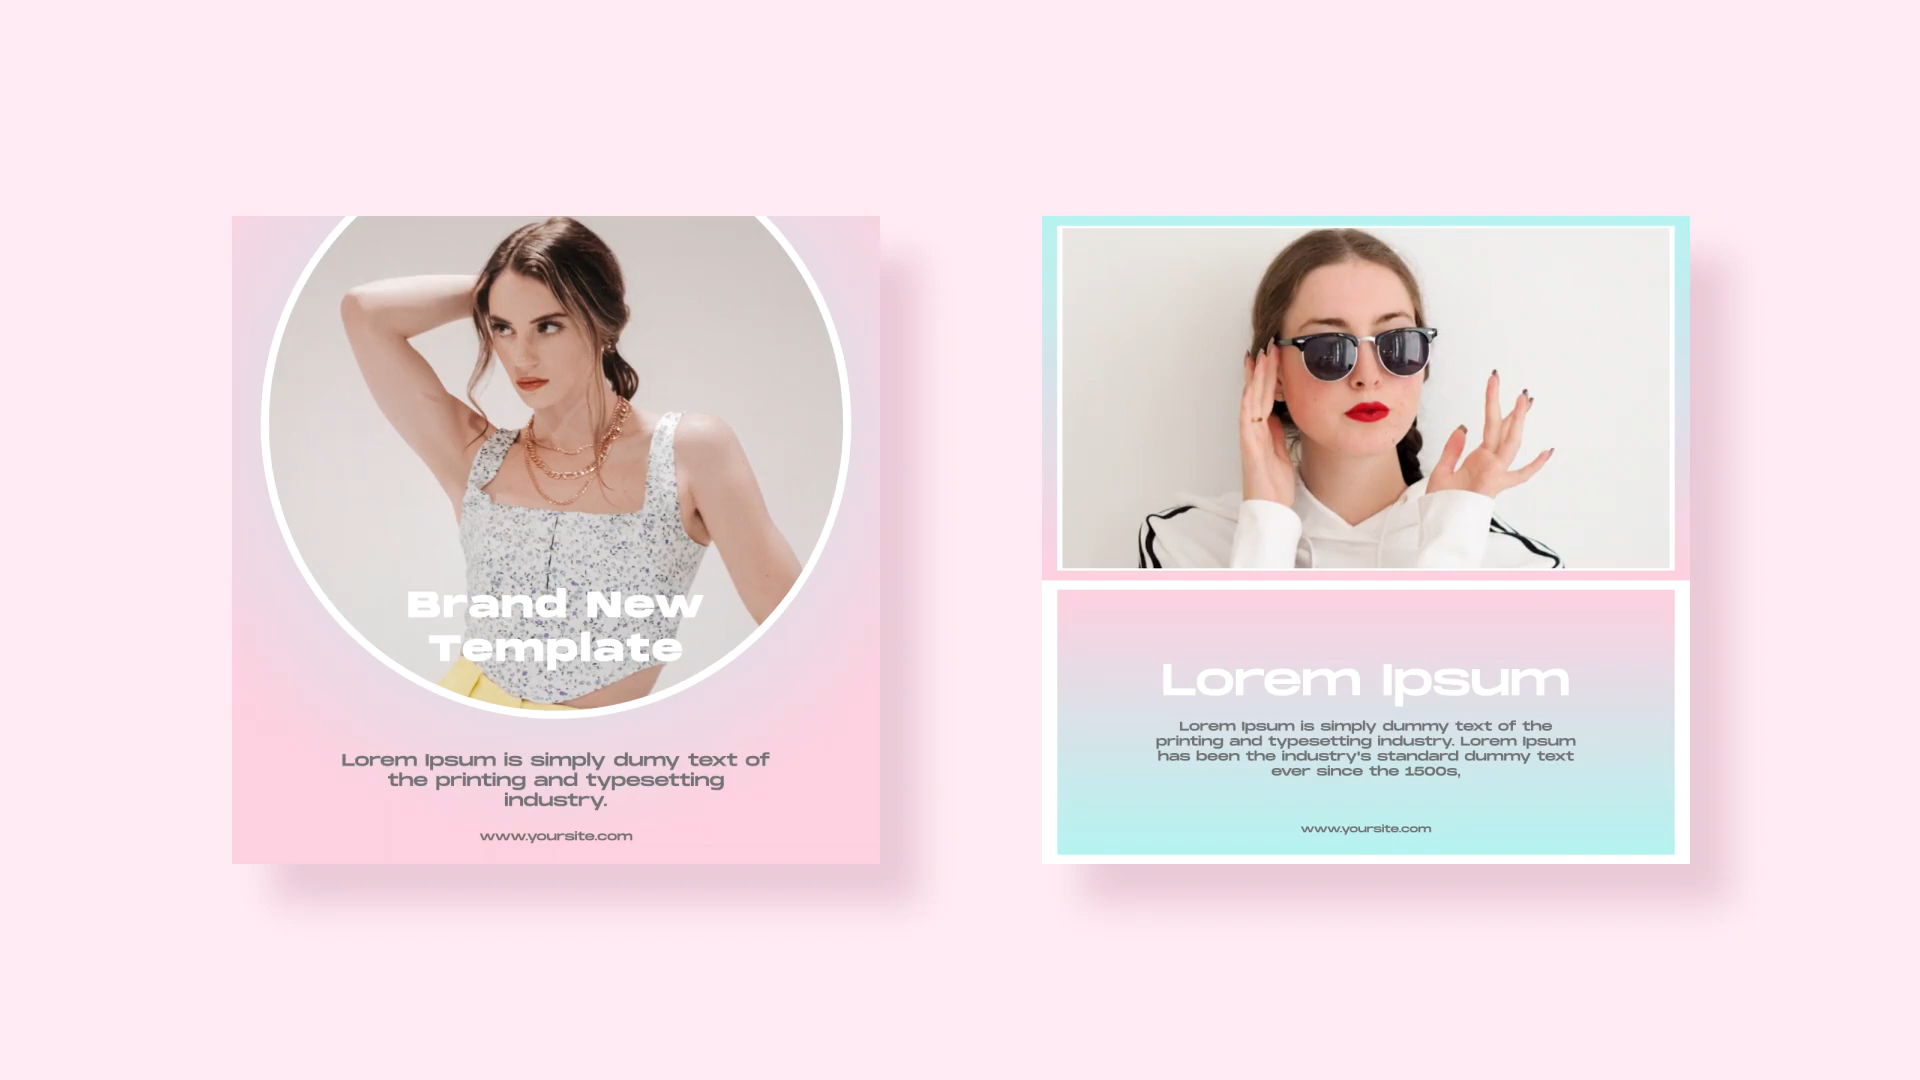 Brand New
Template
Lorem Ipsum is simply dumy text of
the printing and typesetting
industry.
www.yoursite.com
Lorem Ipsum
Lorem Ipsum is simply dummy text of the
printing and typesetting industry. Lorem Ipsum
has been the industry's standard dummy text
ever since the 1500s,
www.yoursite.com